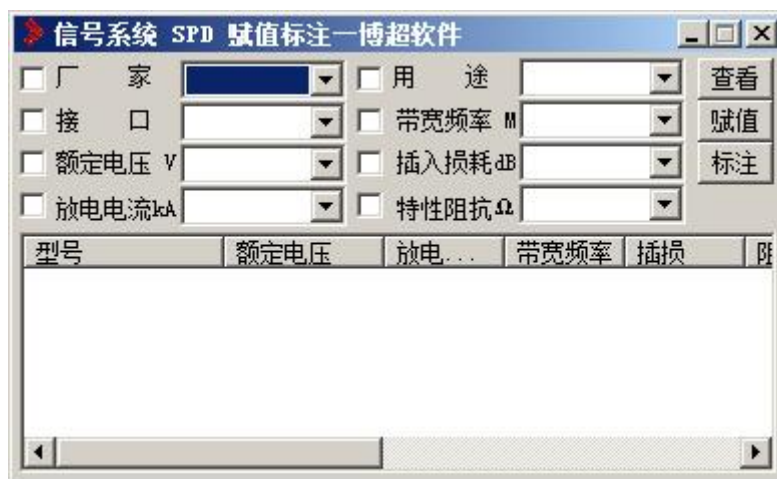 信号系统 SPD 赋值标注一博超软件
厂 家 用 途 查看
接 口 带宽频率 M 赋值
额定电压 V 插入损耗dB 标注
放电电流kA 特性阻抗Ω
型号 额定电压 放电... 带宽频率 插损